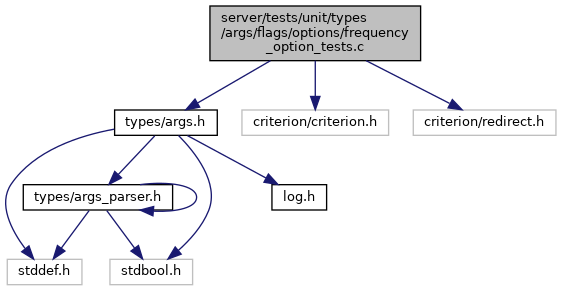 server/tests/unit/types
/args/flags/options/frequency
_option_tests.c
types/args.h
criterion/criterion.h
criterion/redirect.h
types/args_parser.h
log.h
stddef.h
stdbool.h